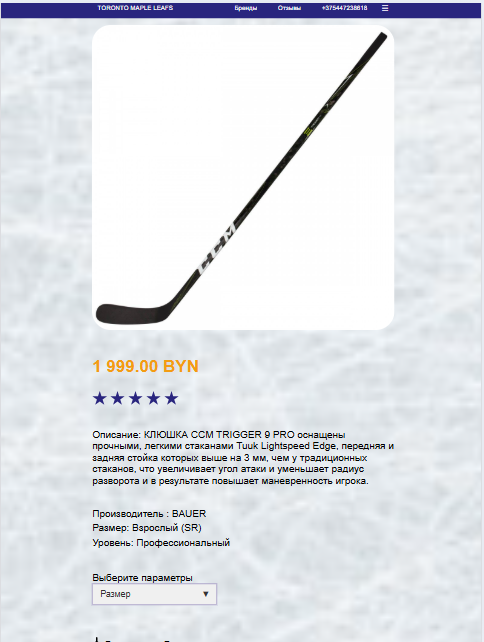 TORONTO MAPLE LEAFS Бренды Отзывы +375447238616 ☰
CCM
1 999.00 BYN
★★★★★
Описание: КЛЮШКА CCM TRIGGER 9 PRO оснащены
прочными, легкими стаканами Tuuk Lightspeed Edge, передняя и
задняя стойка которых выше на 3 мм, чем у традиционных
стаканов, что увеличивает угол атаки и уменьшает радиус
разворота и в результате повышает маневренность игрока.
Производитель : BAUER
Размер: Взрослый (SR)
Уровень: Профессиональный
Выберите параметры
Размер ▼